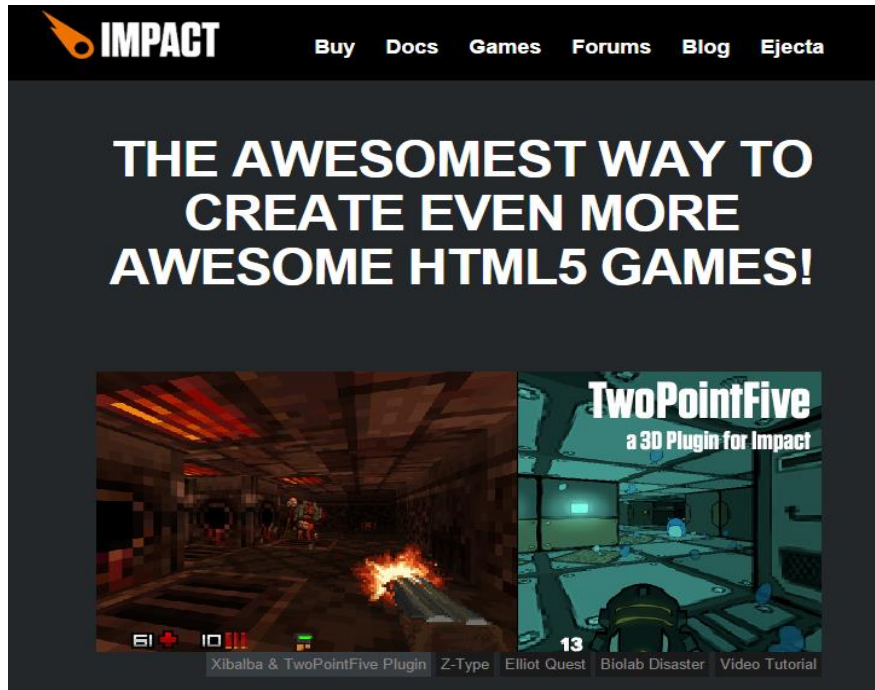 IMPACT
Buy Docs Games Forums Blog Ejecta
THE AWESOMEST WAY TO
CREATE EVEN MORE
AWESOME HTML5 GAMES!
TwoPointFive
a 3D Plugin for Impact
61 10
13
Xibalba & TwoPointFive Plugin Z-Type Elliot Quest Biolab Disaster Video Tutorial